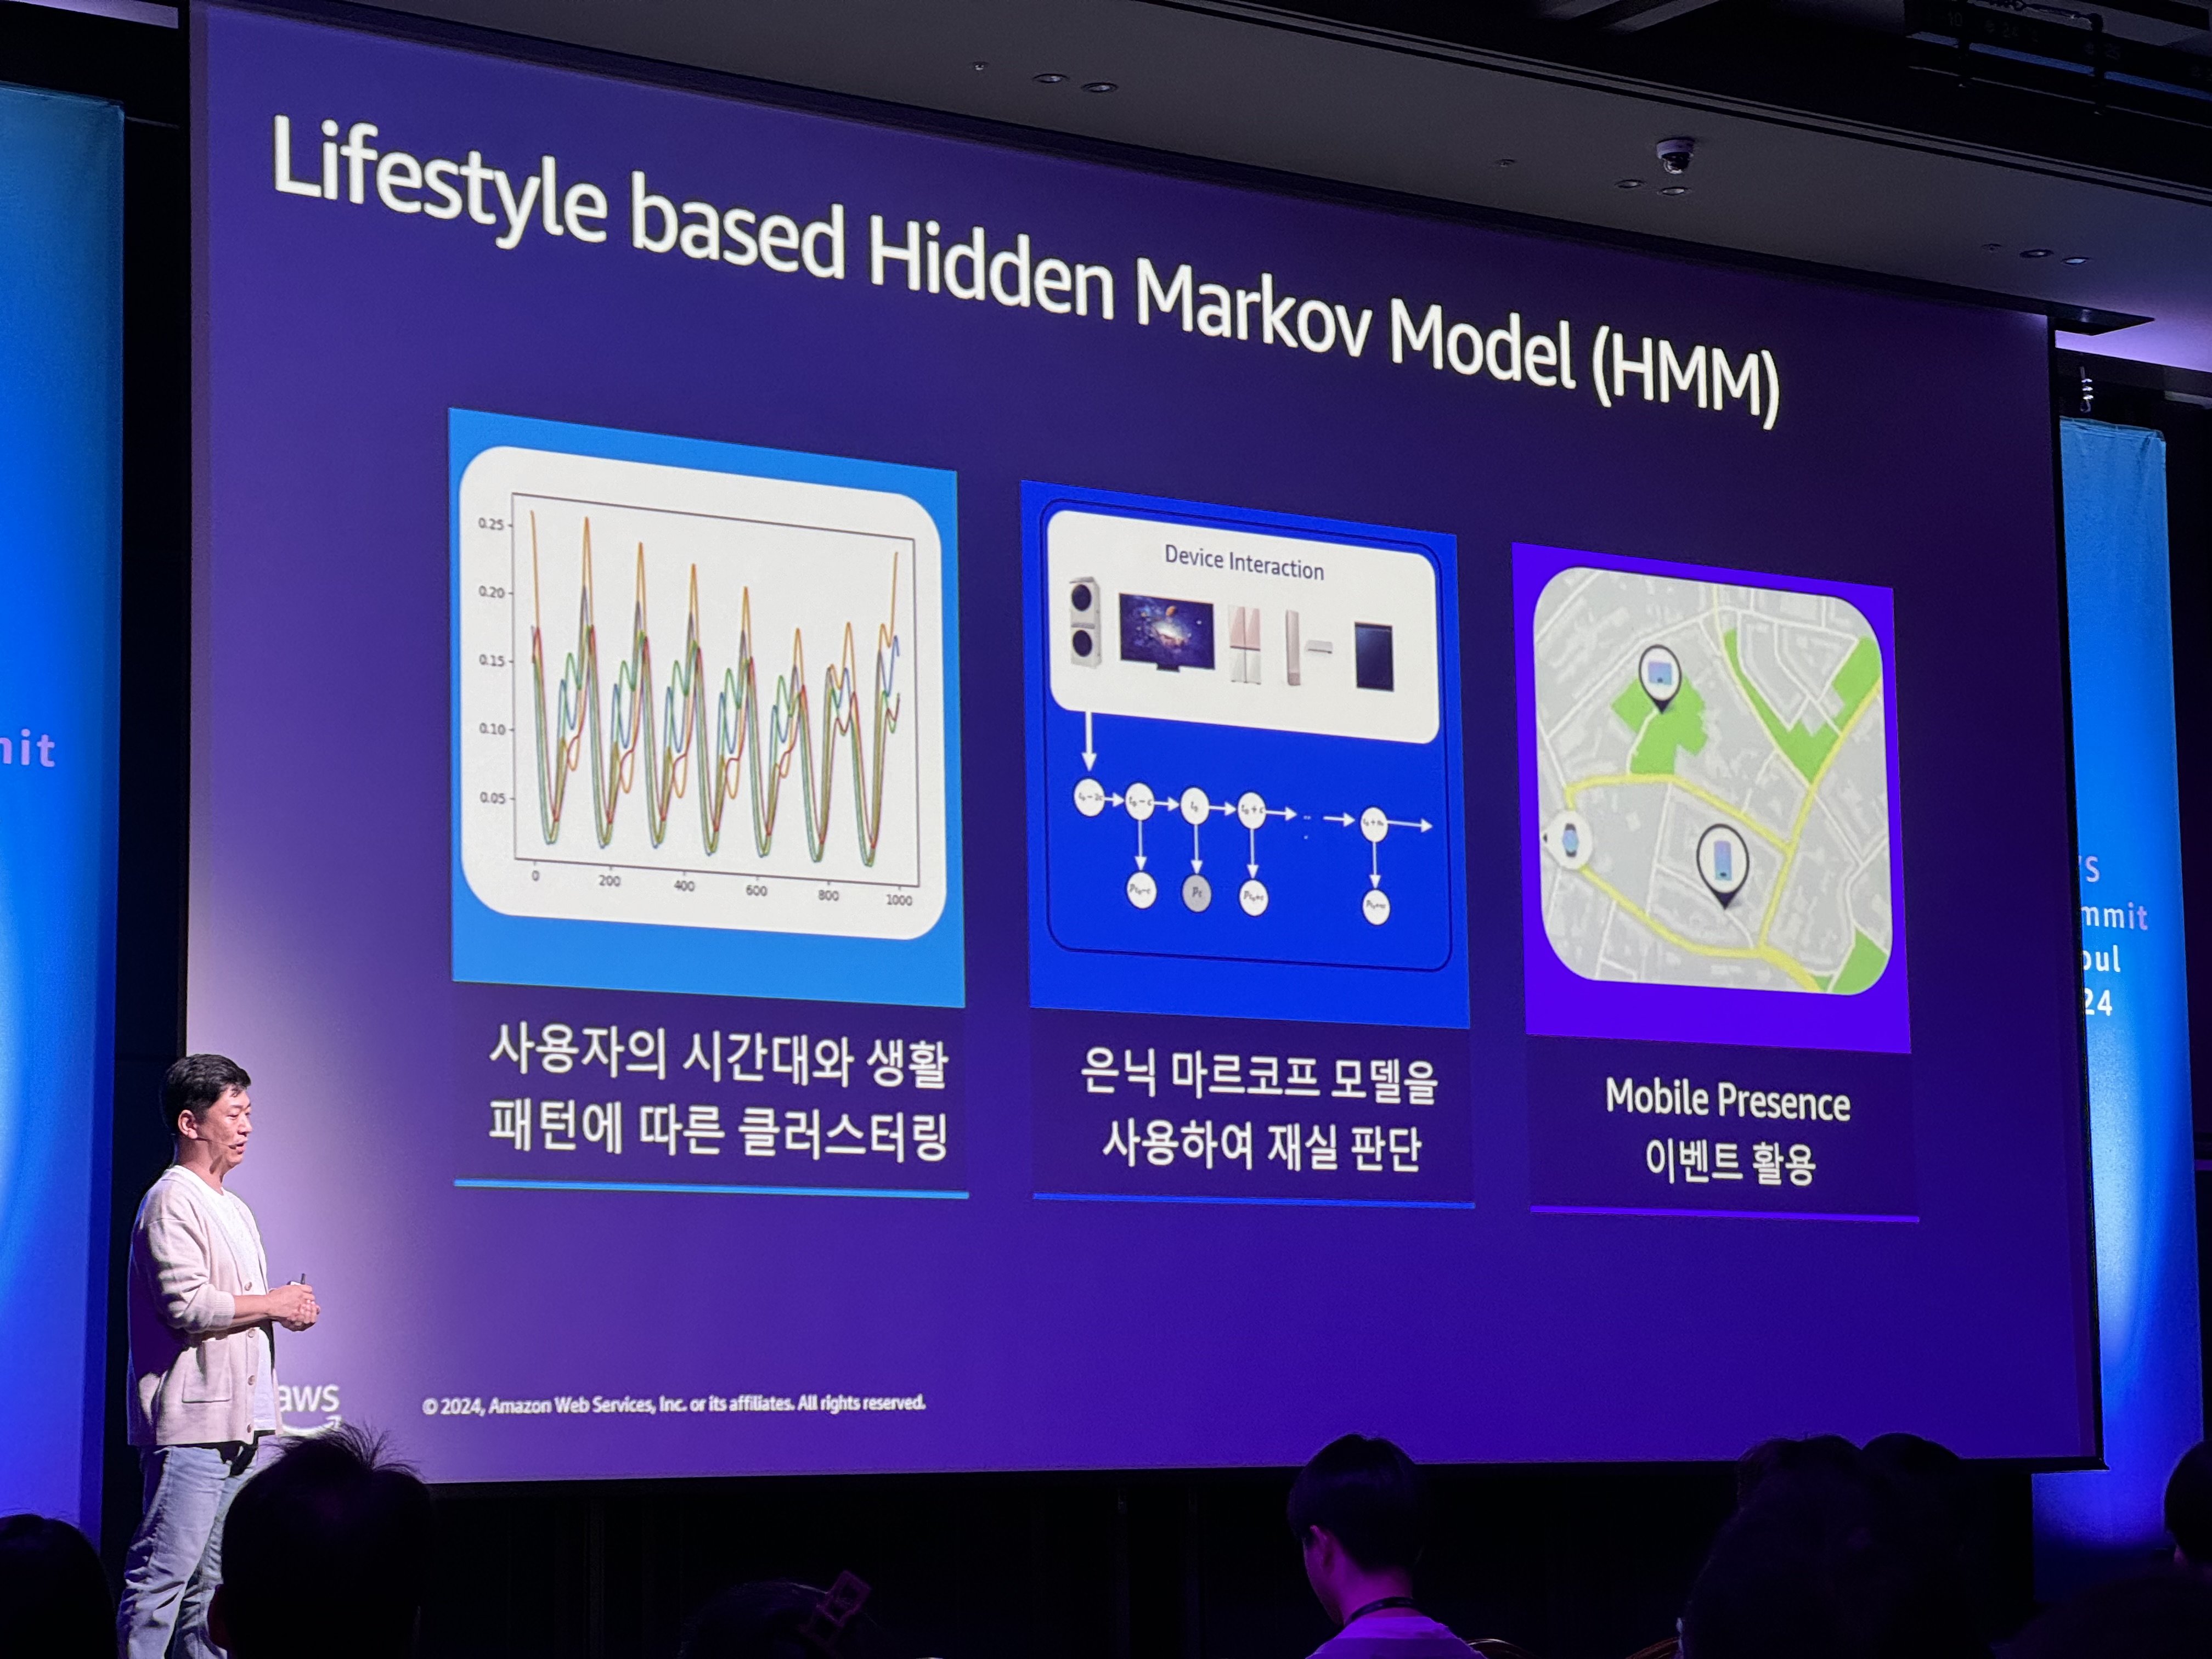 Lifestyle based Hidden Markov Model (HMM)
0.25
0.20
0.15
0.10
0.05
0
200
400
600
800
1000
사용자의 시간대와 생활
패턴에 따른 클러스터링
Device Interaction
은닉 마르코프 모델을
사용하여 재실 판단
Mobile Presence
이벤트 활용
aws
© 2024, Amazon Web Services, Inc. or its affiliates. All rights reserved.
mit
s
mmit
oul
24